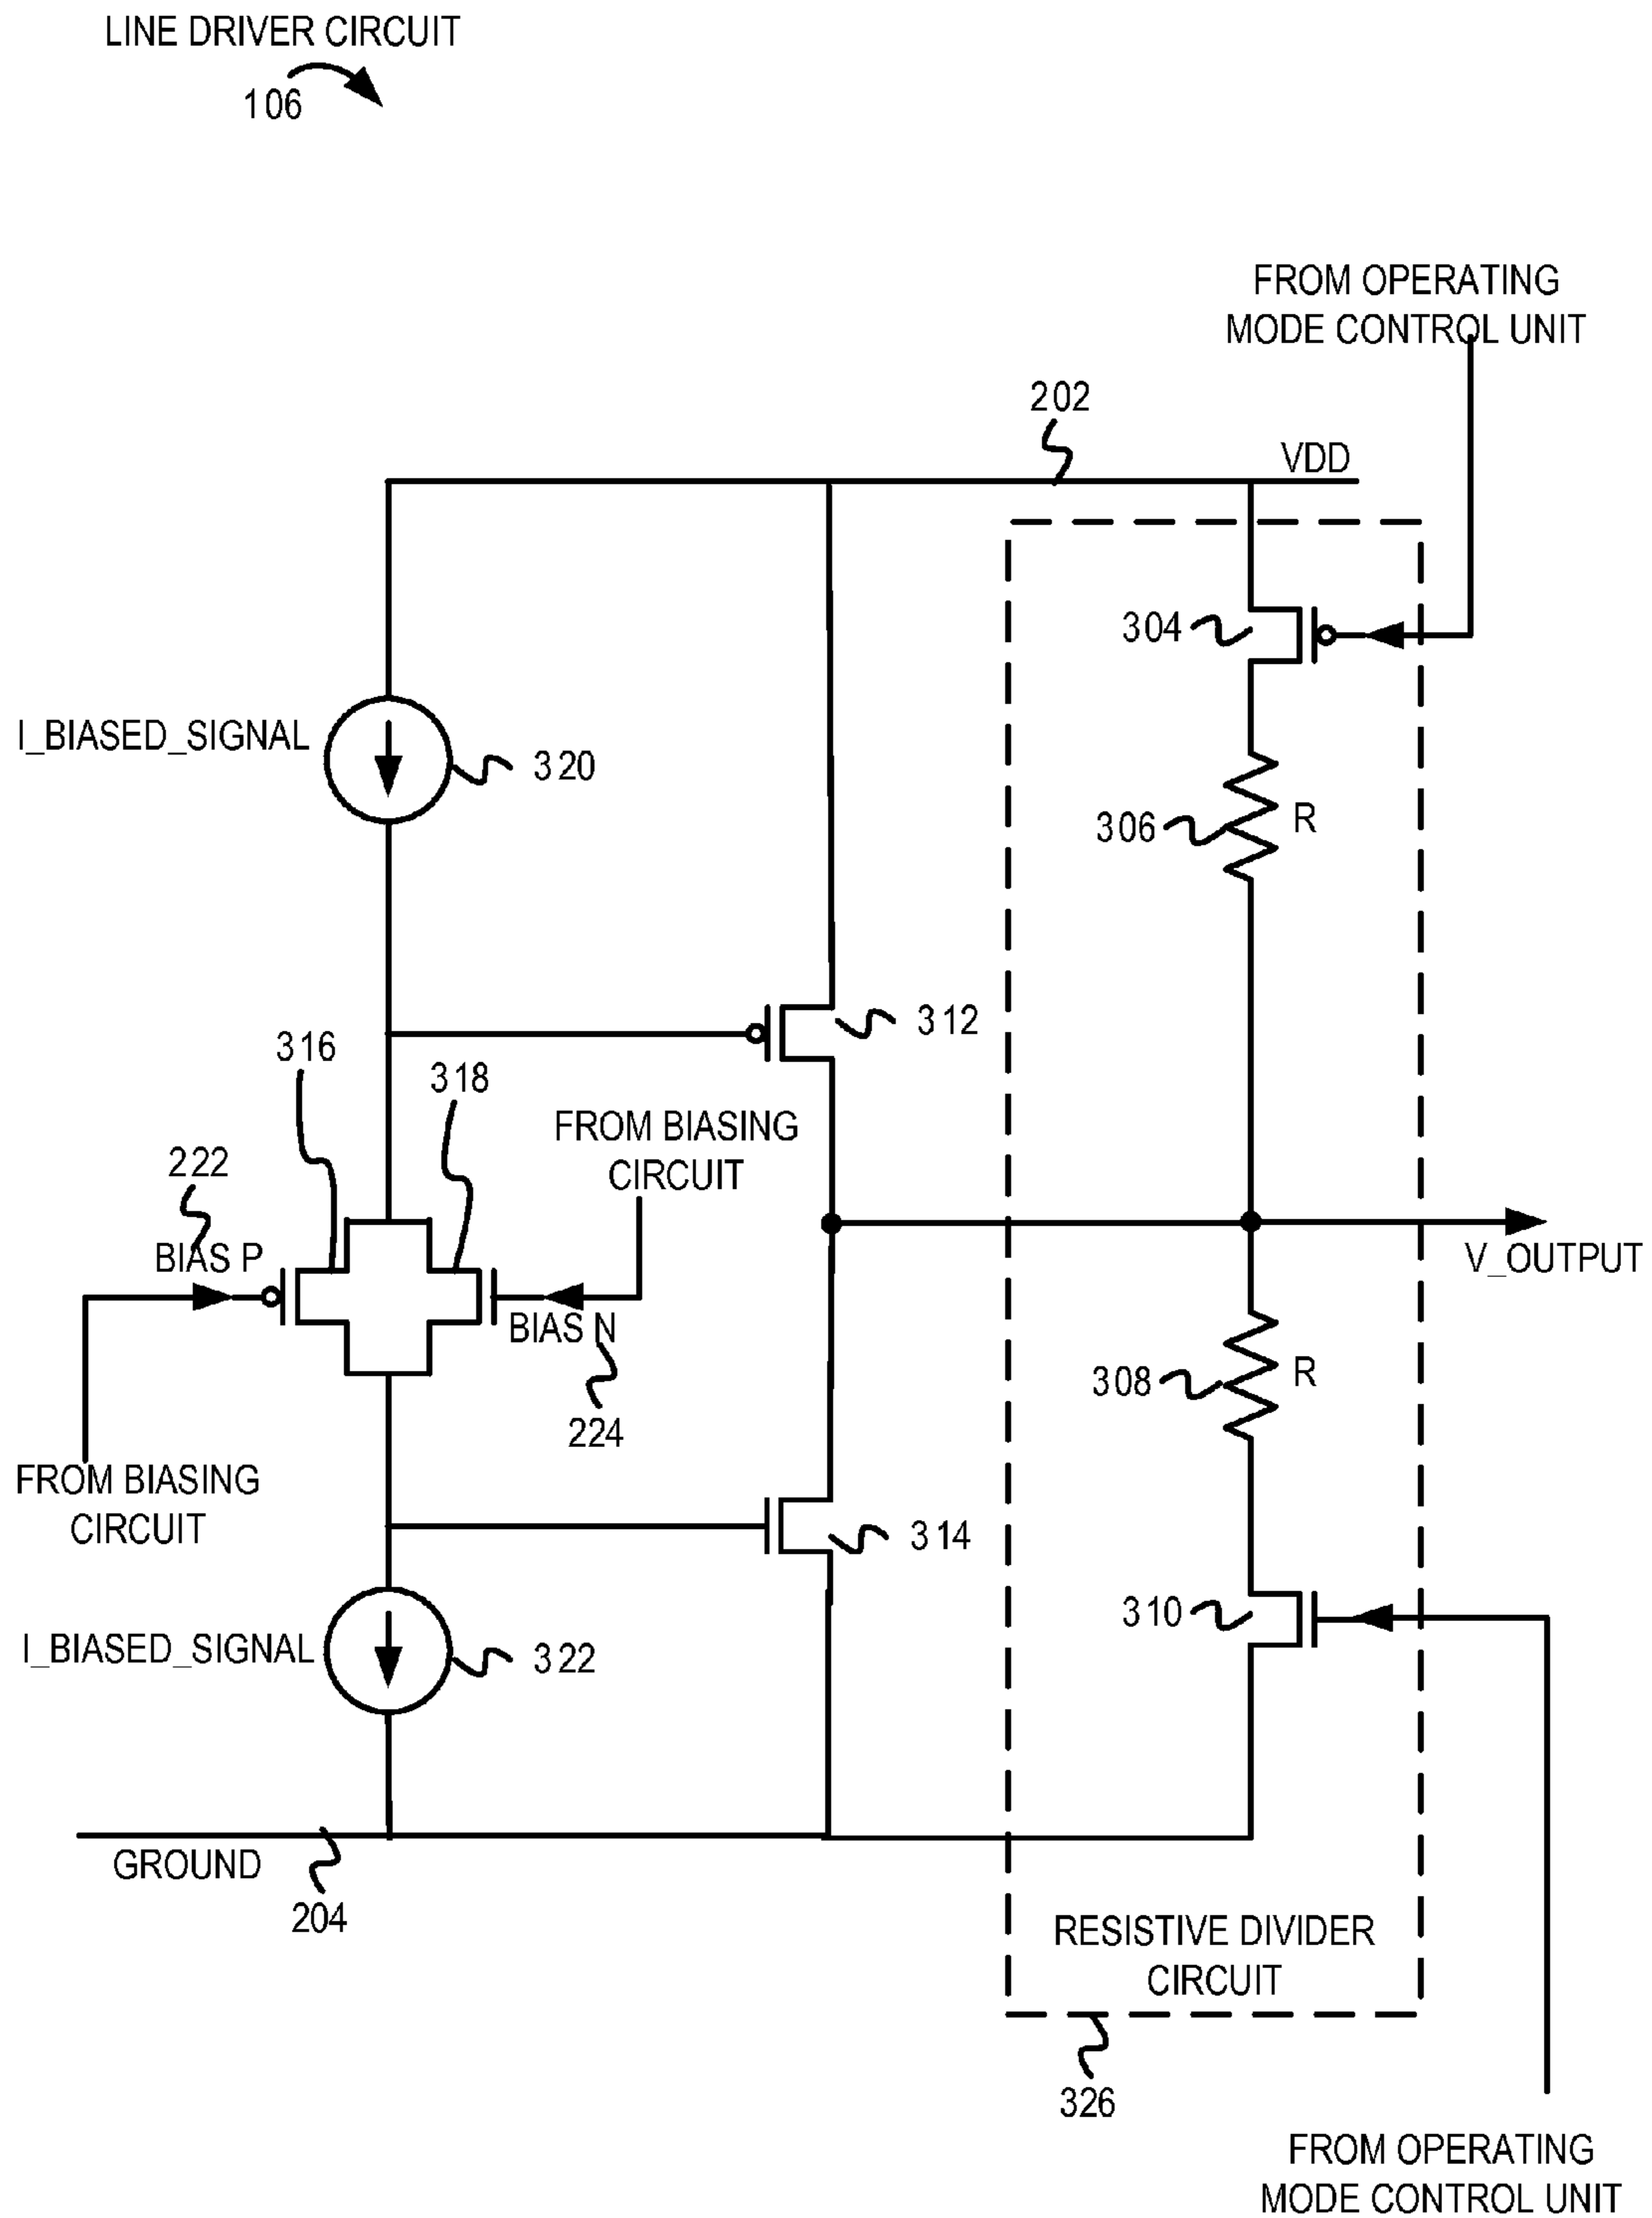 LINE DRIVER CIRCUIT
106
FROM OPERATING
MODE CONTROL UNIT
202
VDD
304
I_BIASED_SIGNAL
320
306
R
312
316
318
FROM BIASING
CIRCUIT
222
BIAS P
V_OUTPUT
BIAS N
308
R
224
FROM BIASING
CIRCUIT
314
310
I_BIASED_SIGNAL
322
GROUND
204
RESISTIVE DIVIDER
CIRCUIT
326
FROM OPERATING
MODE CONTROL UNIT